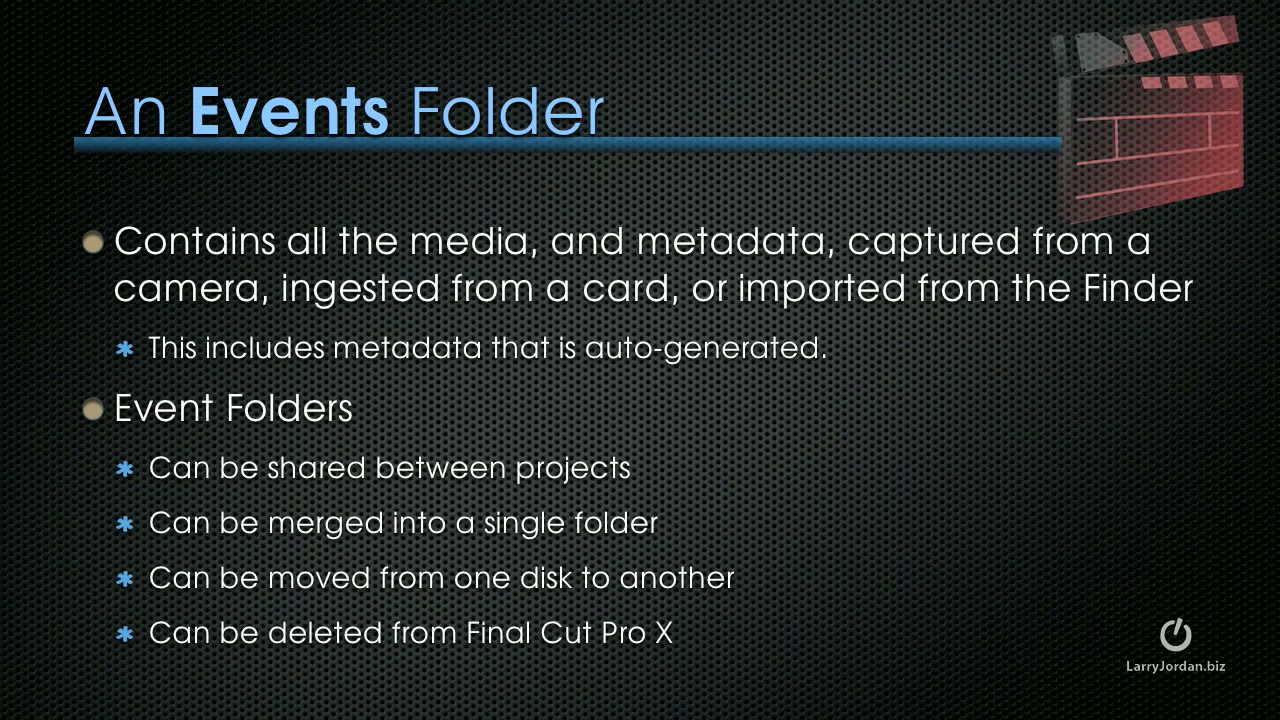 An Events Folder
Contains all the media, and metadata, captured from a
camera, ingested from a card, or imported from the Finder
This includes metadata that is auto-generated.
Event Folders
Can be shared between projects
Can be merged into a single folder
Can be moved from one disk to another
Can be deleted from Final Cut Pro X
LarryJordan.biz